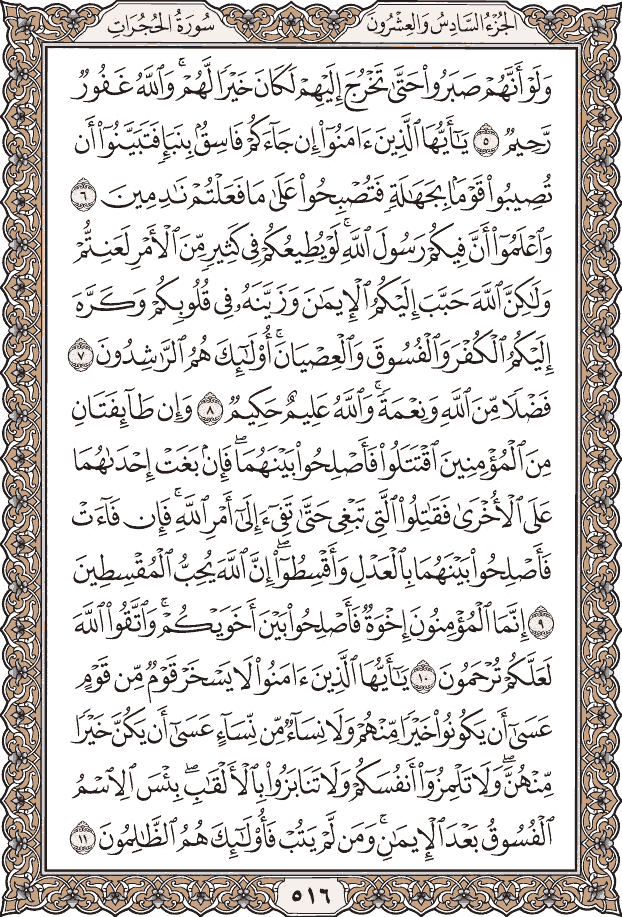 الجُزْءُ السَّادِسُ وَالعِشْرُونَ
سُورَةُ الحُجُرَاتِ
وَلَوْ أَنَّهُمْ صَبَرُوا۟ حَتَّىٰ تَخْرُجَ إِلَيْهِمْ لَكَانَ خَيْرًا لَّهُمْ ۚ وَٱللَّهُ غَفُورٌ
رَّحِيمٌ ٥ يَـٰٓأَيُّهَا ٱلَّذِينَ ءَامَنُوٓا۟ إِن جَآءَكُمْ فَاسِقٌۢ بِنَبَإٍ فَتَبَيَّنُوٓا۟ أَن
تُصِيبُوا۟ قَوْمًۢا بِجَهَـٰلَةٍ فَتُصْبِحُوا۟ عَلَىٰ مَا فَعَلْتُمْ نَـٰدِمِينَ ٦
وَٱعْلَمُوٓا۟ أَنَّ فِيكُمْ رَسُولَ ٱللَّهِ ۚ لَوْ يُطِيعُكُمْ فِى كَثِيرٍ مِّنَ ٱلْأَمْرِ لَعَنِتُّمْ
وَلَـٰكِنَّ ٱللَّهَ حَبَّبَ إِلَيْكُمُ ٱلْإِيمَـٰنَ وَزَيَّنَهُۥ فِى قُلُوبِكُمْ وَكَرَّهَ
إِلَيْكُمُ ٱلْكُفْرَ وَٱلْفُسُوقَ وَٱلْعِصْيَانَ ۚ أُو۟لَـٰٓئِكَ هُمُ ٱلرَّٰشِدُونَ ٧
فَضْلًا مِّنَ ٱللَّهِ وَنِعْمَةً ۚ وَٱللَّهُ عَلِيمٌ حَكِيمٌ ٨ وَإِن طَآئِفَتَانِ
مِنَ ٱلْمُؤْمِنِينَ ٱقْتَتَلُوا۟ فَأَصْلِحُوا۟ بَيْنَهُمَا ۖ فَإِنۢ بَغَتْ إِحْدَىٰهُمَا
عَلَى ٱلْأُخْرَىٰ فَقَـٰتِلُوا۟ ٱلَّتِى تَبْغِى حَتَّىٰ تَفِىٓءَ إِلَىٰٓ أَمْرِ ٱللَّهِ ۚ فَإِن فَآءَتْ
فَأَصْلِحُوا۟ بَيْنَهُمَا بِٱلْعَدْلِ وَأَقْسِطُوٓا۟ ۖ إِنَّ ٱللَّهَ يُحِبُّ ٱلْمُقْسِطِينَ
٩ إِنَّمَا ٱلْمُؤْمِنُونَ إِخْوَةٌ فَأَصْلِحُوا۟ بَيْنَ أَخَوَيْكُمْ ۚ وَٱتَّقُوا۟ ٱللَّهَ
لَعَلَّكُمْ تُرْحَمُونَ ١٠ يَـٰٓأَيُّهَا ٱلَّذِينَ ءَامَنُوا۟ لَا يَسْخَرْ قَوْمٌ مِّن قَوْمٍ
عَسَىٰٓ أَن يَكُونُوا۟ خَيْرًا مِّنْهُمْ وَلَا نِسَآءٌ مِّن نِّسَآءٍ عَسَىٰٓ أَن يَكُنَّ خَيْرًا
مِّنْهُنَّ ۖ وَلَا تَلْمِزُوٓا۟ أَنفُسَكُمْ وَلَا تَنَابَزُوا۟ بِٱلْأَلْقَـٰبِ ۖ بِئْسَ ٱلِٱسْمُ
ٱلْفُسُوقُ بَعْدَ ٱلْإِيمَـٰنِ ۚ وَمَن لَّمْ يَتُبْ فَأُو۟لَـٰٓئِكَ هُمُ ٱلظَّـٰلِمُونَ ١١
٥١٦